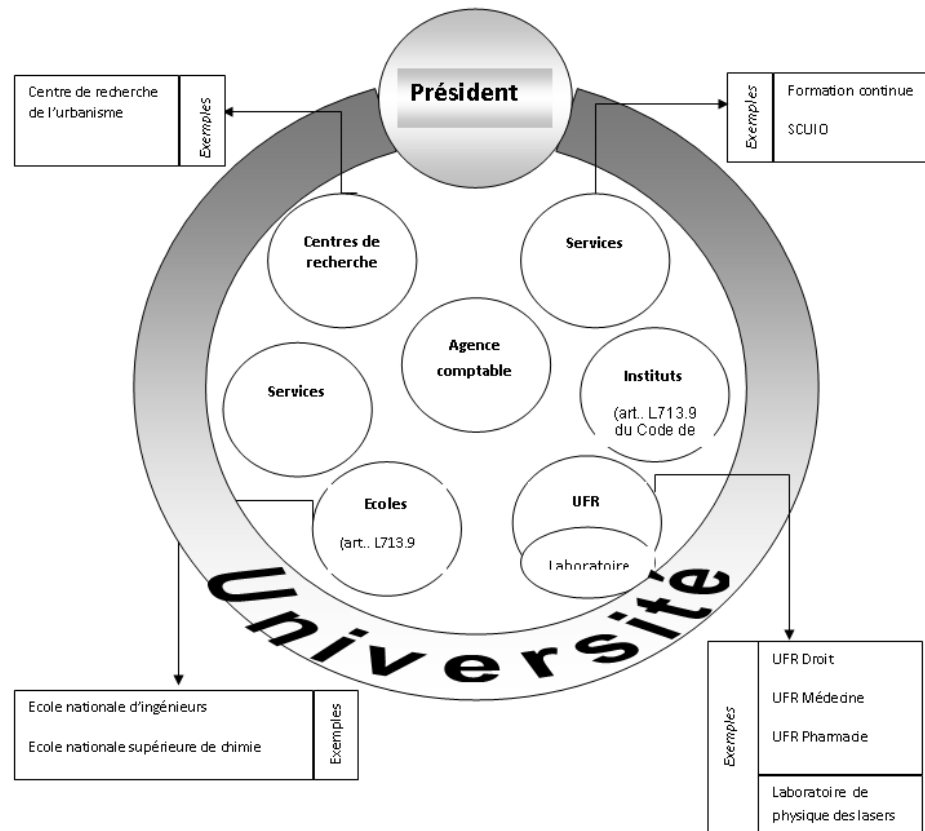 Président
Centre de recherche
de l'urbanisme
Exemples
Exemples
Formation continue
SCUIO
Centres de
recherche
Services
Agence
comptable
Services
Instituts
(art.. L713.9
du Code de
Ecoles
(art.. L713.9
UFR
Laboratoire
Université
Ecole nationale d'ingénieurs
Ecole nationale supérieure de chimie
Exemples
Exemples
UFR Droit
UFR Médecine
UFR Pharmacie
Laboratoire de
physique des lasers